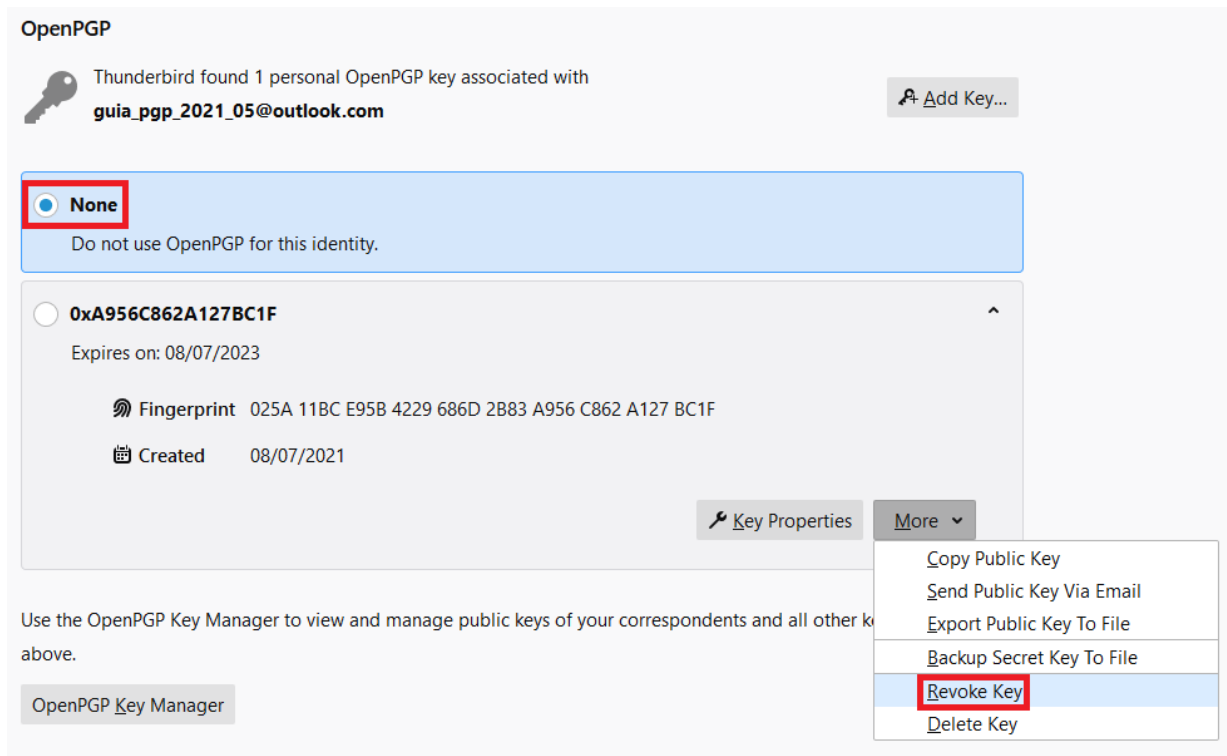 OpenPGP
Thunderbird found 1 personal OpenPGP key associated with
guia_pgp_2021_05@outlook.com
Add Key...
None
Do not use OpenPGP for this identity.
0xA956C862A127BC1F
Expires on: 08/07/2023
Fingerprint 025A 11BC E95B 4229 686D 2B83 A956 C862 A127 BC1F
Created 08/07/2021
Key Properties
More
Copy Public Key
Send Public Key Via Email
Export Public Key To File
Backup Secret Key To File
Revoke Key
Delete Key
Use the OpenPGP Key Manager to view and manage public keys of your correspondents and all other
above.
OpenPGP Key Manager